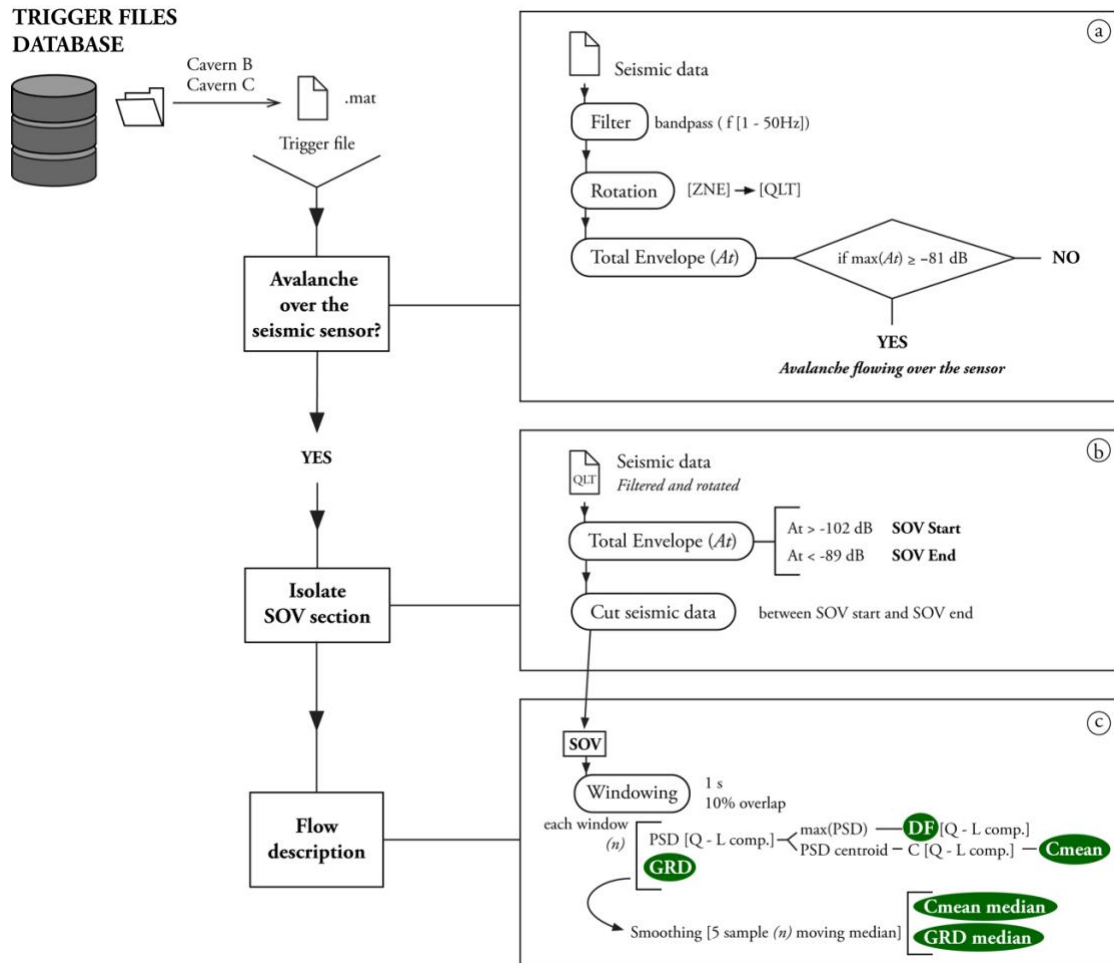 TRIGGER FILES
DATABASE
Cavern B
Cavern C
.mat
Trigger file
Avalanche
over the
seismic sensor?
YES
Isolate
SOV section
Flow
description
a
Seismic data
Filter bandpass ( f [1 - 50Hz])
Rotation [ZNE] → [QLT]
Total Envelope (At) if max(At) ≥ −81 dB NO
YES
Avalanche flowing over the sensor
b
Seismic data
QLT
Filtered and rotated
Total Envelope (At)
At > -102 dB SOV Start
At < -89 dB SOV End
Cut seismic data between SOV start and SOV end
c
SOV
Windowing
1 s
10% overlap
each window
(n)
PSD [Q - L comp.]
max(PSD) DF [Q - L comp.]
PSD centroid C [Q - L comp.] Cmean
GRD
Smoothing [5 sample (n) moving median]
Cmean median
GRD median